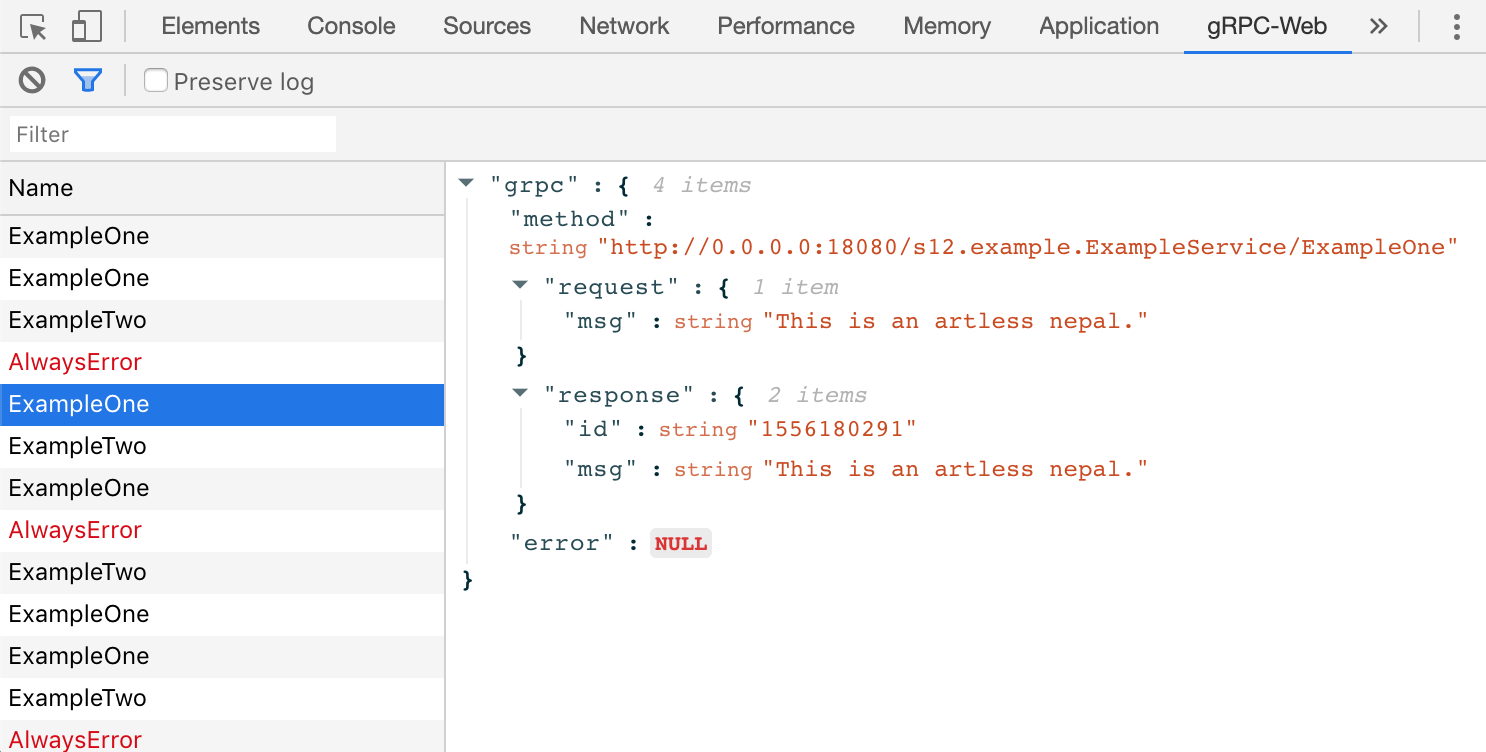 Elements Console Sources Network Performance Memory Application gRPC-Web
Preserve log
Filter
Name
ExampleOne
ExampleOne
ExampleTwo
AlwaysError
ExampleOne
ExampleTwo
ExampleOne
AlwaysError
ExampleTwo
ExampleOne
ExampleOne
ExampleTwo
AlwaysError
"grpc" : { 4 items
"method" :
string "http://0.0.0.0:18080/s12.example.ExampleService/ExampleOne"
"request" : { 1 item
"msg" : string "This is an artless nepal."
}
"response" : { 2 items
"id" : string "1556180291"
"msg" : string "This is an artless nepal."
}
"error" : NULL
}